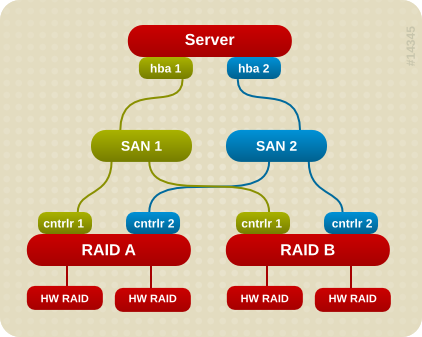 Server
hba 1
hba 2
#14345
SAN 1
SAN 2
cntrlr 1
cntrlr 2
cntrlr 1
cntrlr 2
RAID A
RAID B
HW RAID
HW RAID
HW RAID
HW RAID